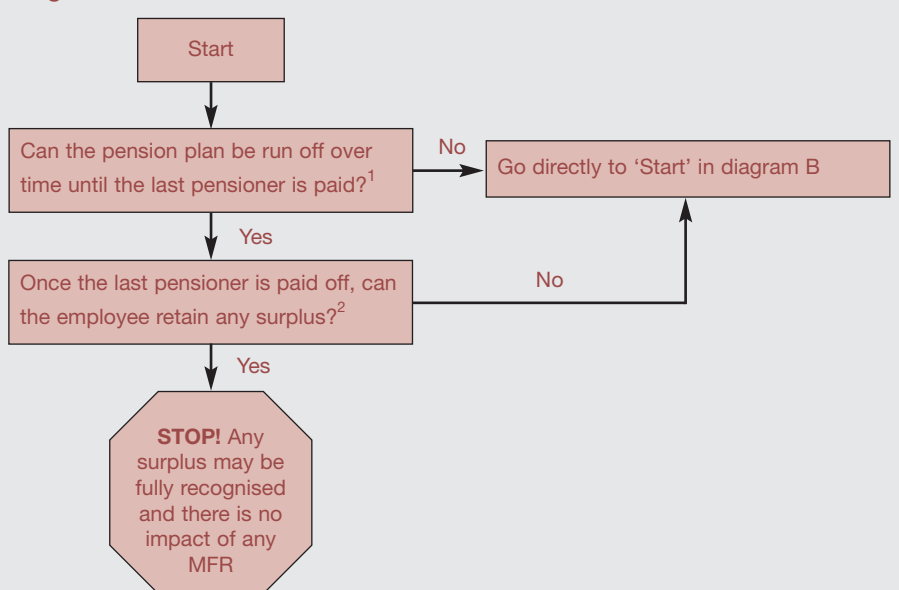 Start
Can the pension plan be run off over
time until the last pensioner is paid?1
No
Go directly to ‘Start’ in diagram B
Yes
Once the last pensioner is paid off, can
the employee retain any surplus?2
No
Yes
STOP! Any
surplus may be
fully recognised
and there is no
impact of any
MFR